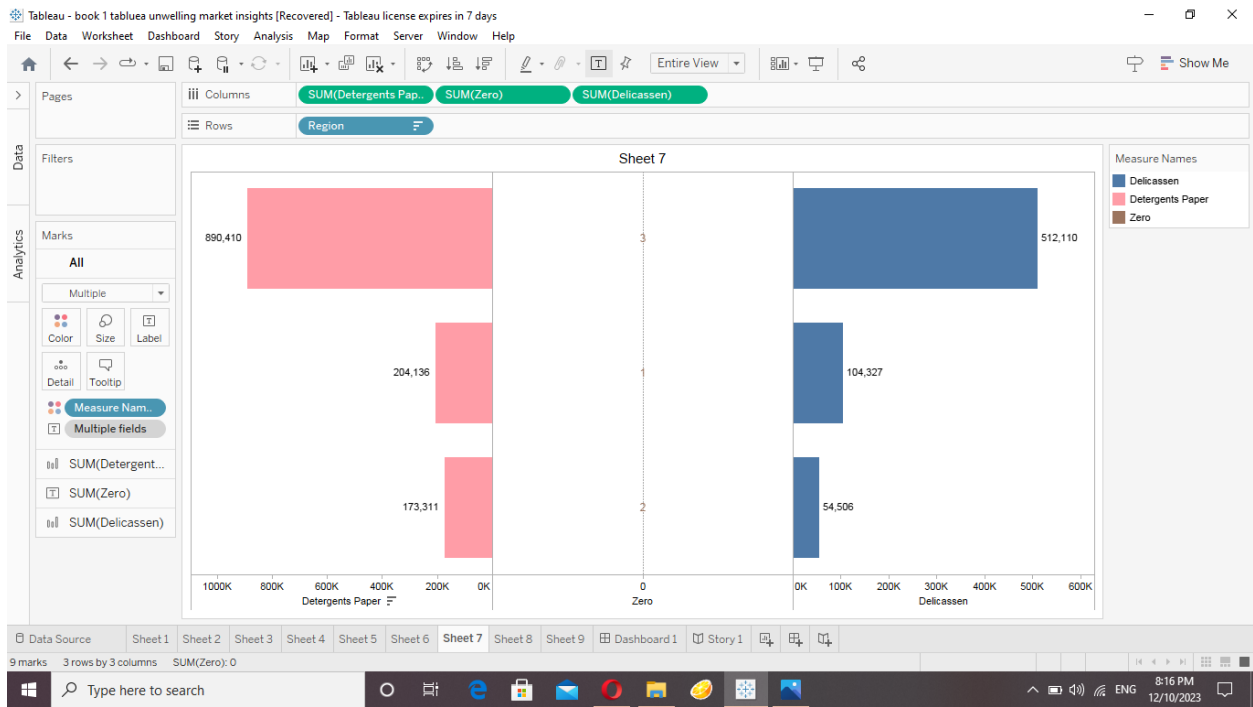 Tableau - book 1 tabluea unwelling market insights [Recovered] - Tableau license expires in 7 days
File Data Worksheet Dashboard Story Analysis Map Format Server Window Help
Entire View
Show Me
Pages
Columns SUM(Detergents Pap.. SUM(Zero) SUM(Delicassen)
Rows Region
Data
Analytics
Filters
Marks
All
Multiple
Color Size Label
Detail Tooltip
Measure Nam..
Multiple fields
SUM(Detergent...
SUM(Zero)
SUM(Delicassen)
Sheet 7
890,410 3 512,110
204,136 1 104,327
173,311 2 54,506
1000K 800K 600K 400K 200K 0K 0 0K 100K 200K 300K 400K 500K 600K
Detergents Paper Zero Delicassen
Measure Names
Delicassen
Detergents Paper
Zero
Data Source Sheet 1 Sheet 2 Sheet 3 Sheet 4 Sheet 5 Sheet 6 Sheet 7 Sheet 8 Sheet 9 Dashboard 1 Story 1
9 marks 3 rows by 3 columns SUM(Zero): 0
Type here to search
ENG
8:16 PM
12/10/2023